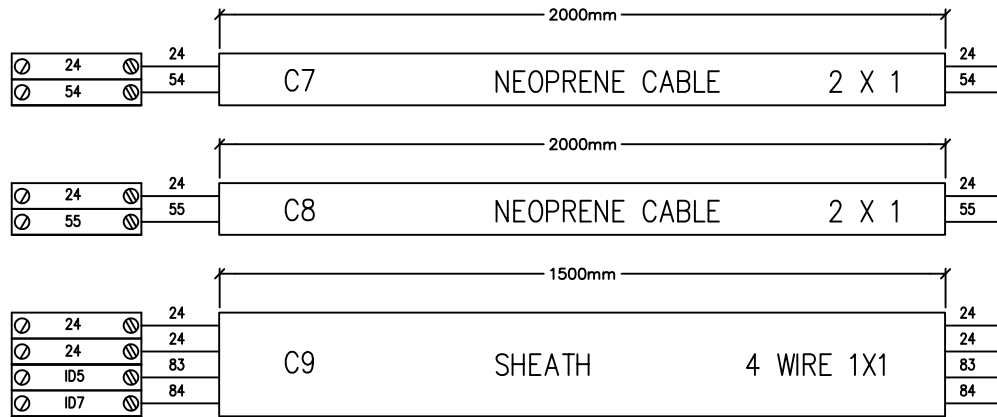 2000mm
24 24 24
C7 NEOPRENE CABLE 2 X 1
54 54 54
2000mm
24 24 24
C8 NEOPRENE CABLE 2 X 1
55 55 55
1500mm
24 24 24
24 24 24
C9 SHEATH 4 WIRE 1X1
ID5 83 83
ID7 84 84